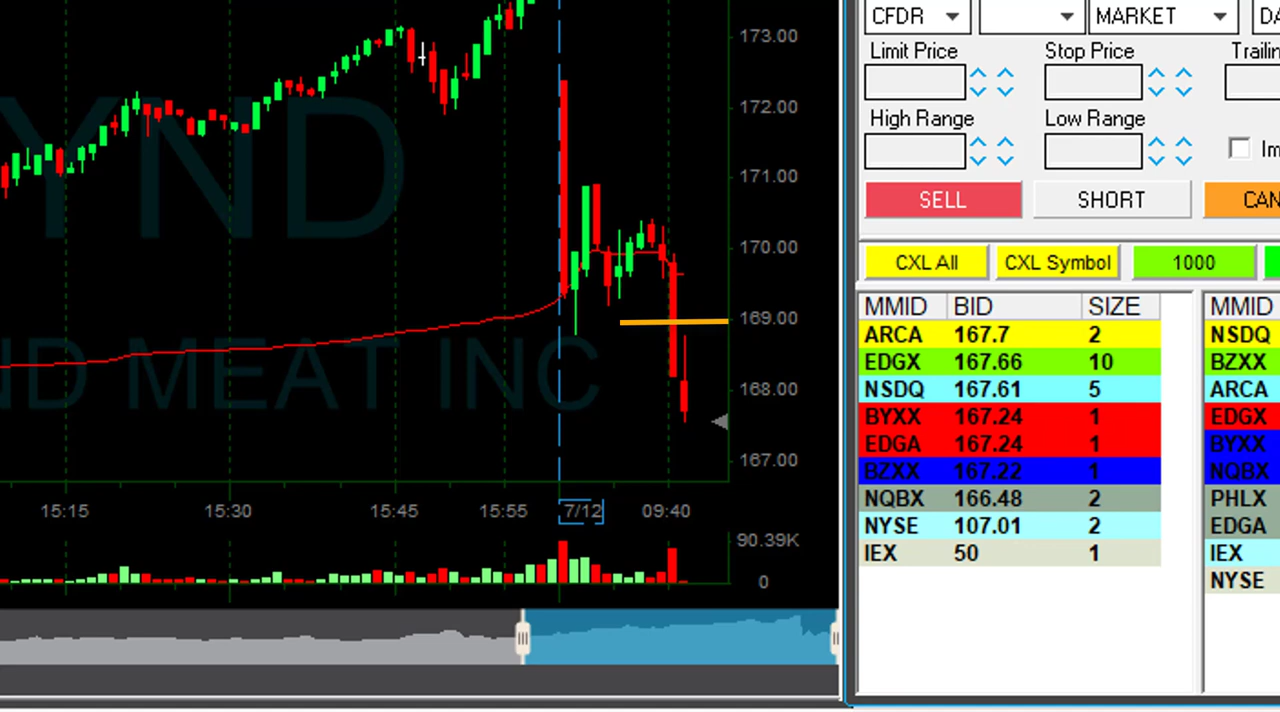 173.00
172.00
171.00
170.00
169.00
168.00
167.00
YND
ND MEAT INC
15:15 15:30 15:45 15:55 7/12 09:40
90.39K
0
CFDR MARKET DA
Limit Price Stop Price Trailin
High Range Low Range Im
SELL SHORT CAN
CXL All CXL Symbol 1000
MMID BID SIZE MMID
ARCA 167.7 2 NSDQ
EDGX 167.66 10 BZXX
NSDQ 167.61 5 ARCA
BYXX 167.24 1 EDGX
EDGA 167.24 1 BYXX
BZXX 167.22 1 NQBX
NQBX 166.48 2 PHLX
NYSE 107.01 2 EDGA
IEX 50 1 IEX
NYSE